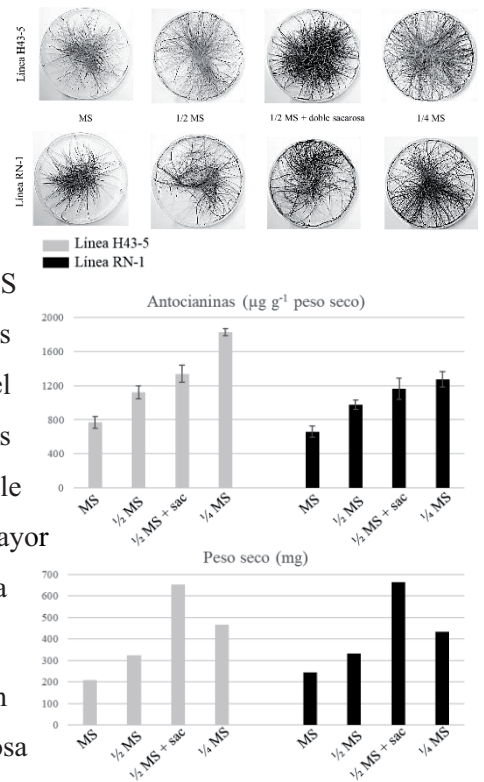 Línea H43-5
MS 1/2 MS 1/2 MS + doble sacarosa 1/4 MS
Línea RN-1
Línea H43-5
Línea RN-1
S
s
el
s
le
ayor
a
n
osa
Antocianinas (µg g⁻¹ peso seco)
2000
1600
1200
800
400
0
MS ½ MS ½ MS + sac ¼ MS MS ½ MS ½ MS + sac ¼ MS
Peso seco (mg)
700
600
500
400
300
200
100
0
MS ½ MS ½ MS + sac ¼ MS MS ½ MS ½ MS + sac ¼ MS